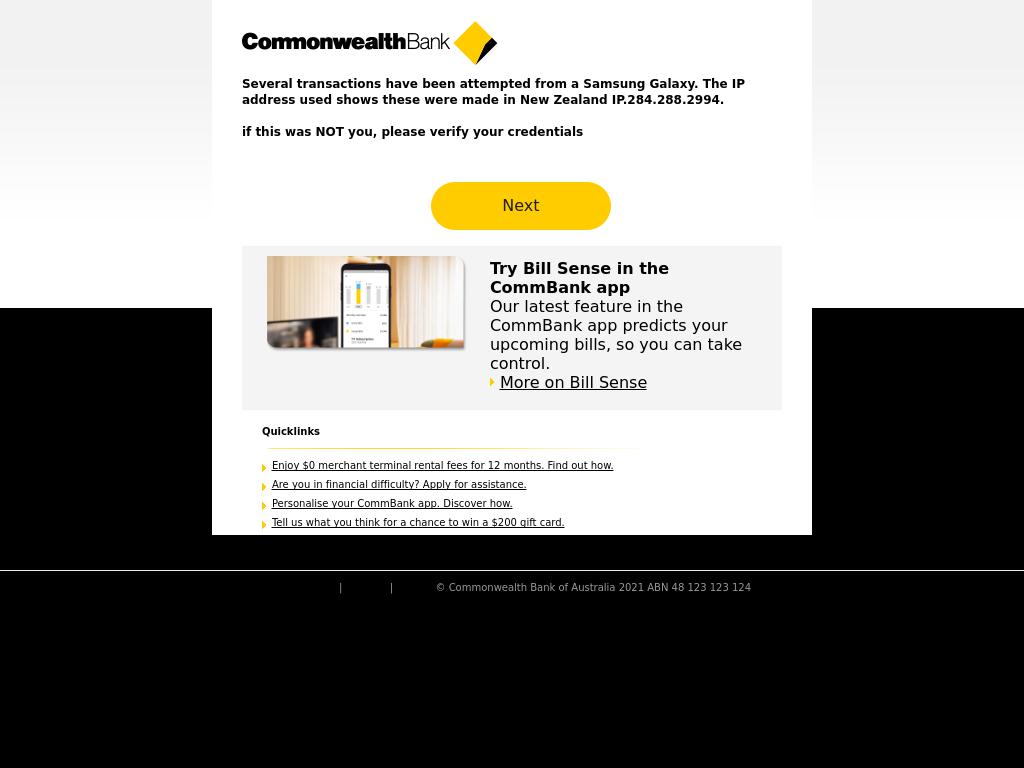 CommonwealthBank
Several transactions have been attempted from a Samsung Galaxy. The IP
address used shows these were made in New Zealand IP.284.288.2994.
if this was NOT you, please verify your credentials
Next
Try Bill Sense in the
CommBank app
Our latest feature in the
CommBank app predicts your
upcoming bills, so you can take
control.
More on Bill Sense
Quicklinks
Enjoy $0 merchant terminal rental fees for 12 months. Find out how.
Are you in financial difficulty? Apply for assistance.
Personalise your CommBank app. Discover how.
Tell us what you think for a chance to win a $200 gift card.
| | © Commonwealth Bank of Australia 2021 ABN 48 123 123 124